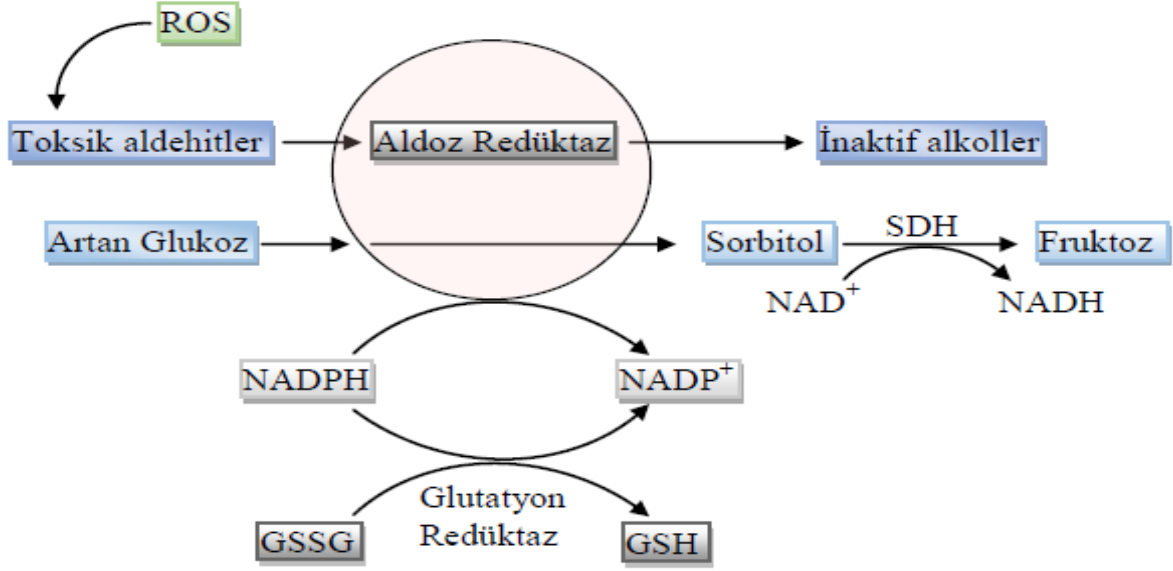 ROS
Toksik aldehitler
Aldoz Redüktaz
İnaktif alkoller
Artan Glukoz
Sorbitol
SDH
Fruktoz
NAD⁺
NADH
NADPH
NADP⁺
Glutatyon
Redüktaz
GSSG
GSH